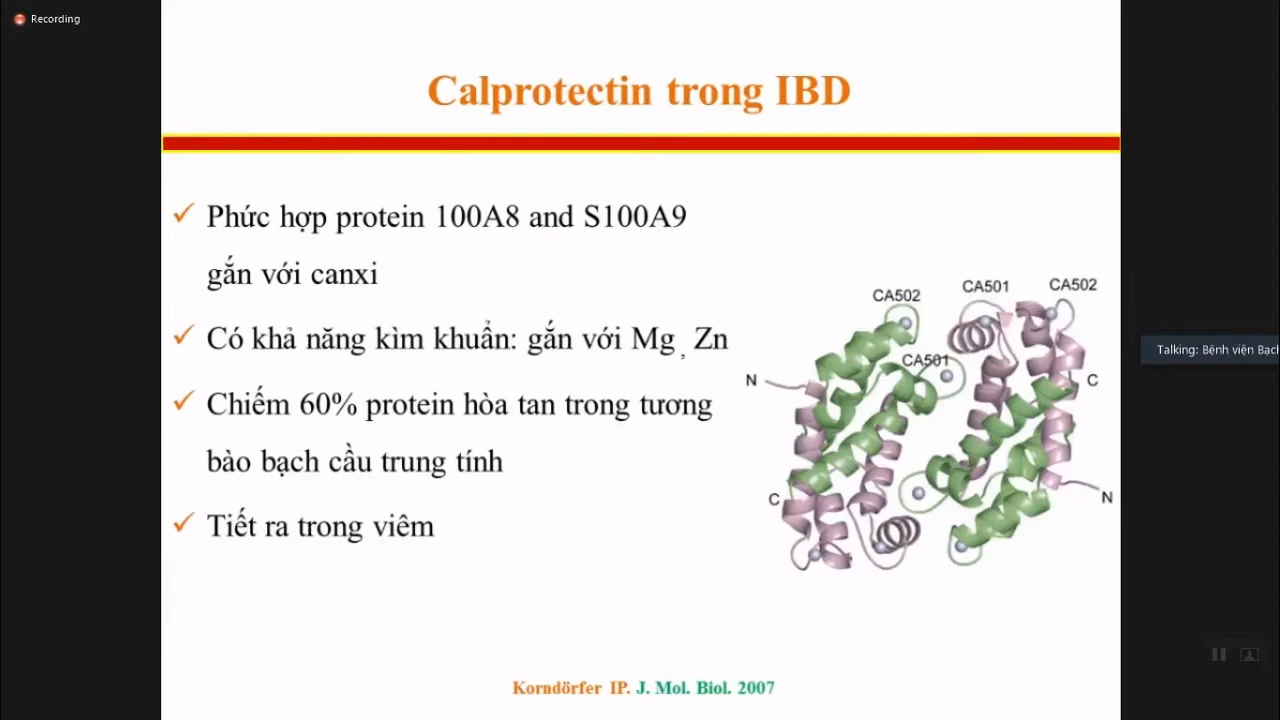 Recording
Calprotectin trong IBD
✓ Phức hợp protein 100A8 and S100A9
gắn với canxi
✓ Có khả năng kìm khuẩn: gắn với Mg , Zn
✓ Chiếm 60% protein hòa tan trong tương
bào bạch cầu trung tính
✓ Tiết ra trong viêm
CA502
CA501
CA502
CA501
N
C
C
N
Talking: Bệnh viện Bạch
Korndörfer IP. J. Mol. Biol. 2007